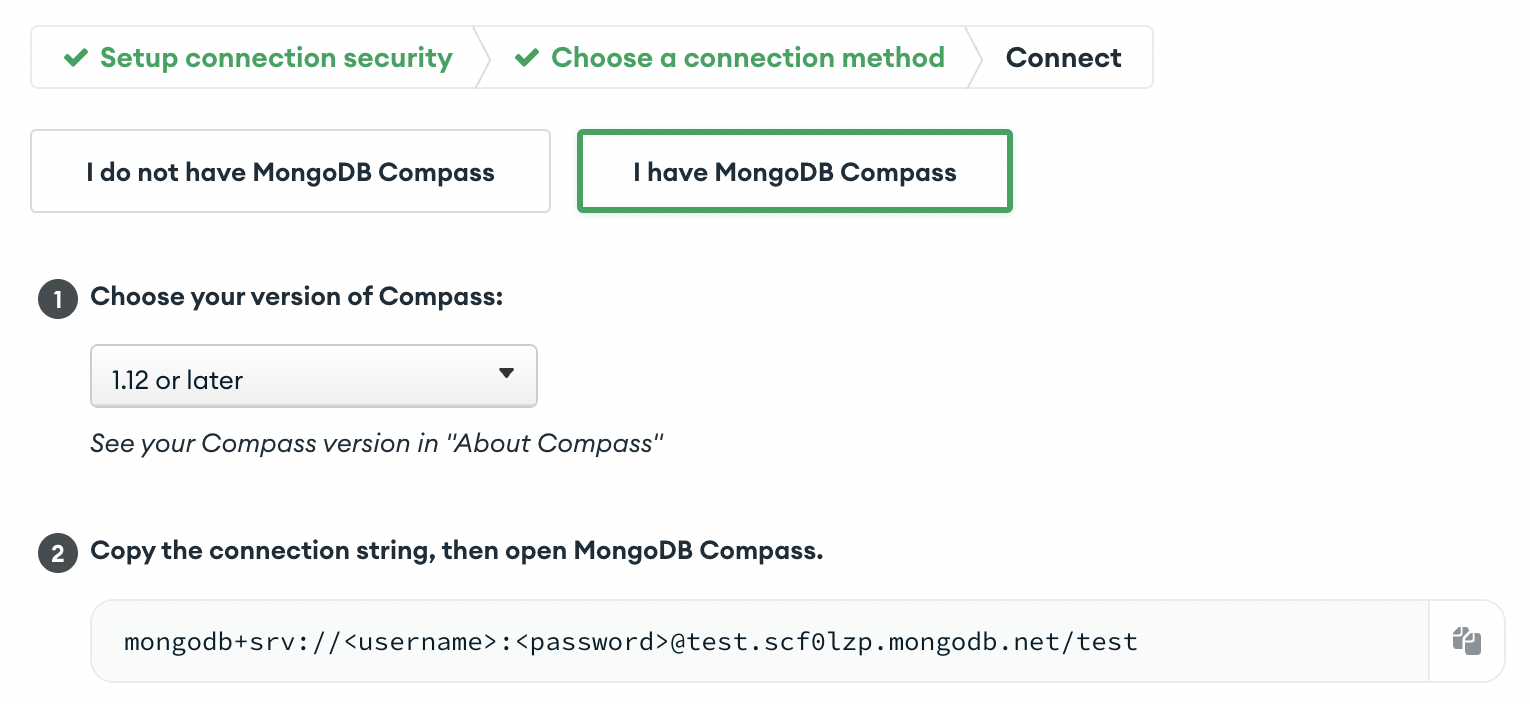 Setup connection security
Choose a connection method
Connect
I do not have MongoDB Compass
I have MongoDB Compass
1 Choose your version of Compass:
1.12 or later
See your Compass version in "About Compass"
2 Copy the connection string, then open MongoDB Compass.
mongodb+srv://<username>:<password>@test.scf0lzp.mongodb.net/test